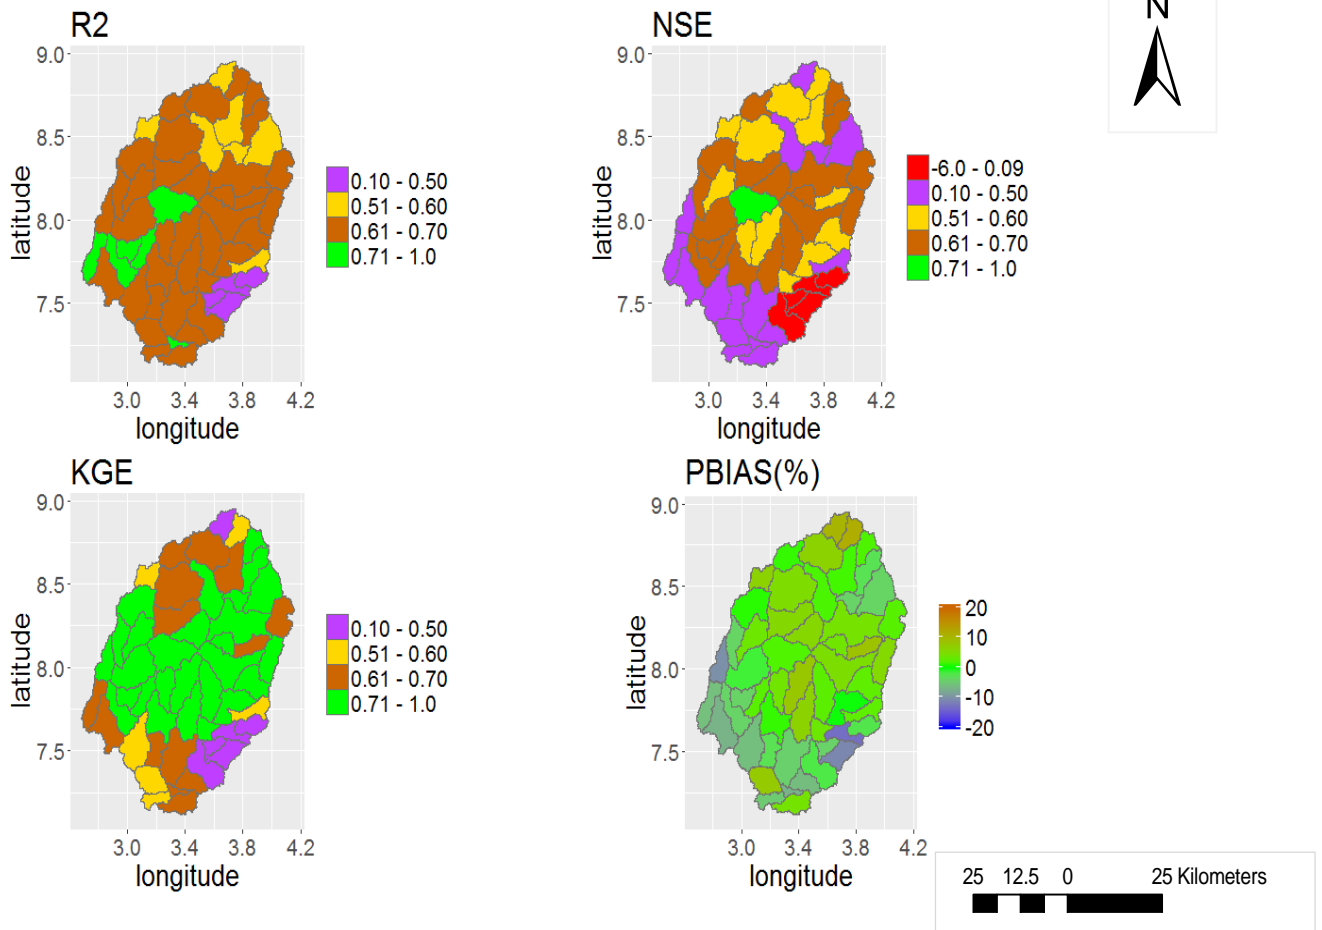 R2
9.0
8.5
8.0
7.5
latitude
3.0 3.4 3.8 4.2
longitude
0.10 - 0.50
0.51 - 0.60
0.61 - 0.70
0.71 - 1.0
NSE
9.0
8.5
8.0
7.5
latitude
3.0 3.4 3.8 4.2
longitude
-6.0 - 0.09
0.10 - 0.50
0.51 - 0.60
0.61 - 0.70
0.71 - 1.0
N
KGE
9.0
8.5
8.0
7.5
latitude
3.0 3.4 3.8 4.2
longitude
0.10 - 0.50
0.51 - 0.60
0.61 - 0.70
0.71 - 1.0
PBIAS(%)
9.0
8.5
8.0
7.5
latitude
3.0 3.4 3.8 4.2
longitude
20
10
0
-10
-20
25 12.5 0 25 Kilometers